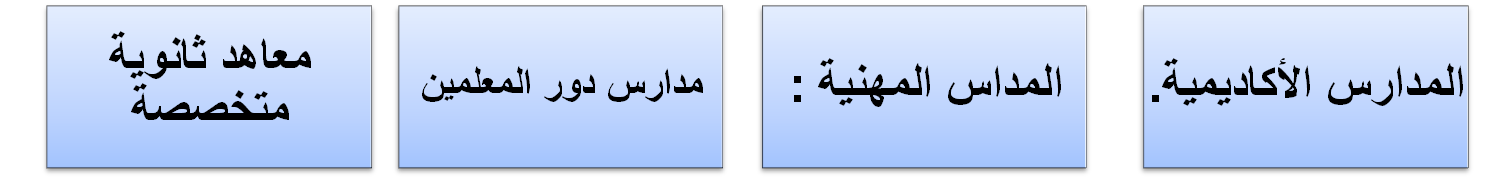 المدارس الأكاديمية.
المداس المهنية :
مدارس دور المعلمين
معاهد ثانوية
متخصصة